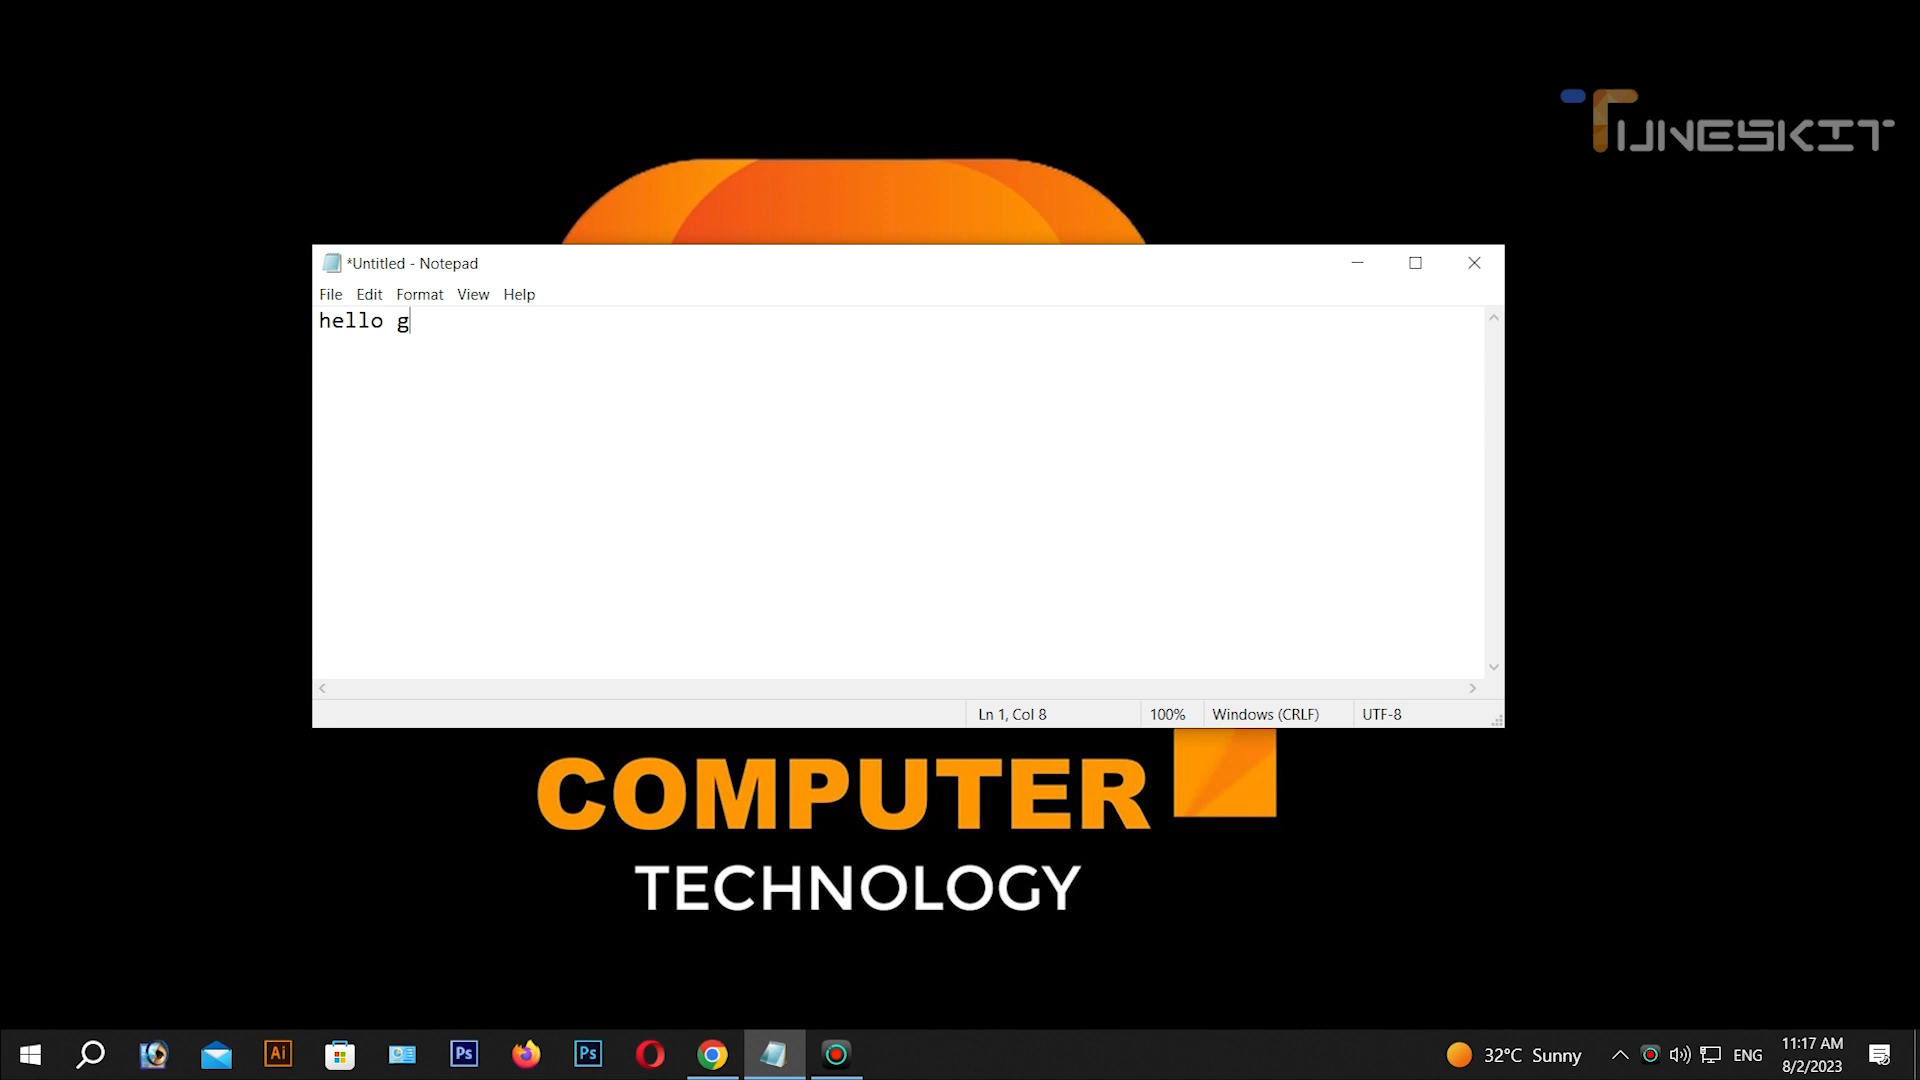 TUNESKIT
*Untitled - Notepad
File Edit Format View Help
hello g
Ln 1, Col 8 100% Windows (CRLF) UTF-8
COMPUTER
TECHNOLOGY
Ai Ps Ps
32°C Sunny ENG 11:17 AM
8/2/2023